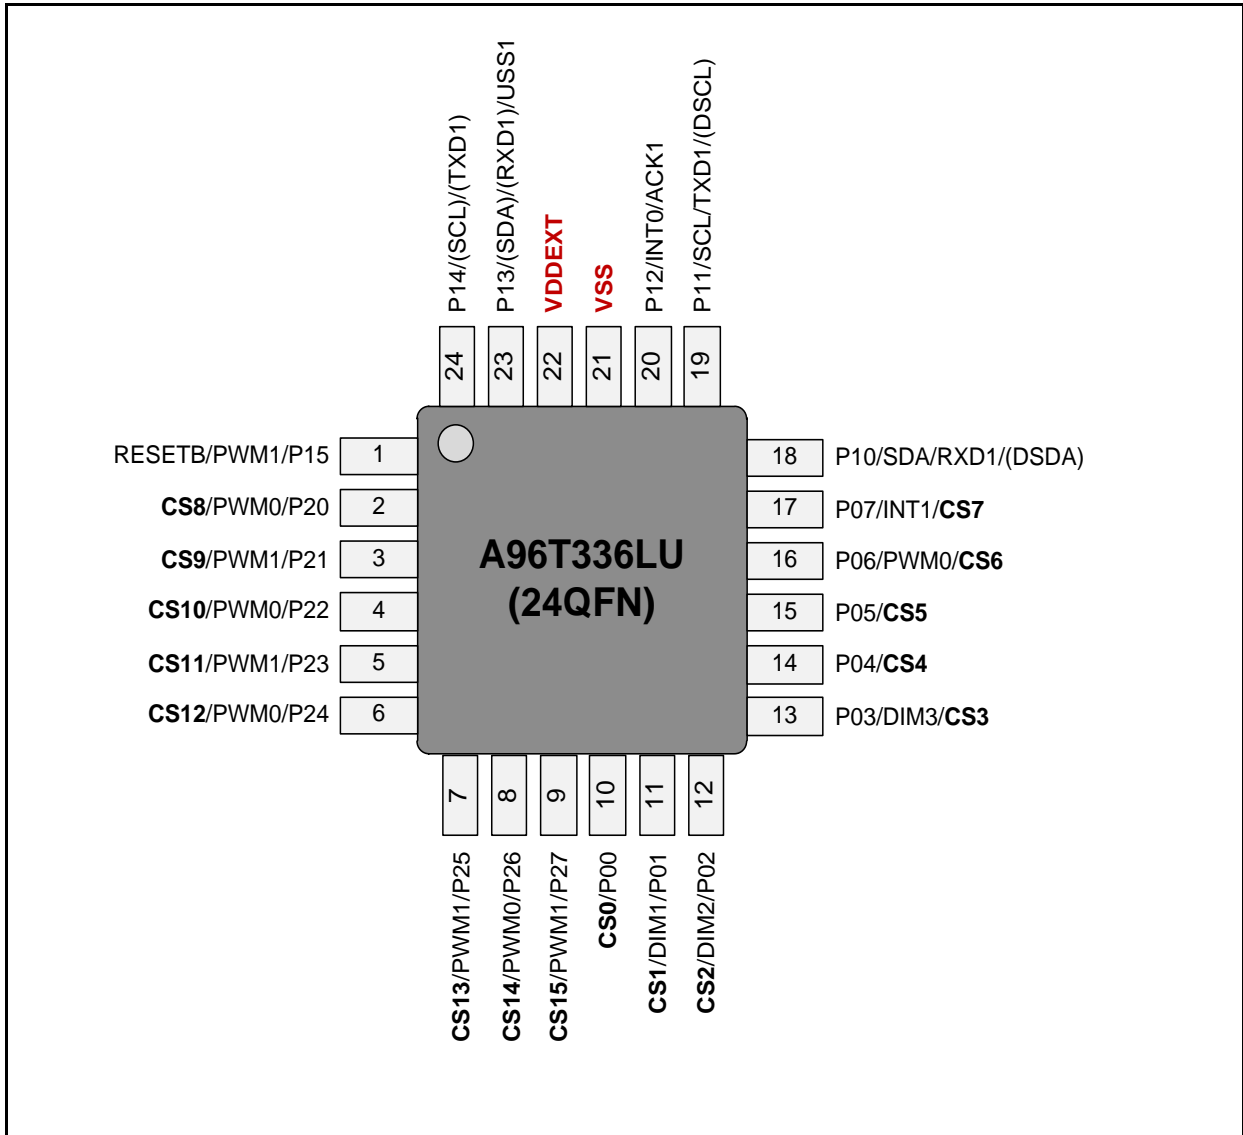 P14/(SCL)/(TXD1)
P13/(SDA)/(RXD1)/USS1
VDDEXT
VSS
P12/INT0/ACK1
P11/SCL/TXD1/(DSCL)
24
23
22
21
20
19
RESETB/PWM1/P15
1
CS8/PWM0/P20
2
CS9/PWM1/P21
3
CS10/PWM0/P22
4
CS11/PWM1/P23
5
CS12/PWM0/P24
6
A96T336LU
(24QFN)
18
P10/SDA/RXD1/(DSDA)
17
P07/INT1/CS7
16
P06/PWM0/CS6
15
P05/CS5
14
P04/CS4
13
P03/DIM3/CS3
7
8
9
10
11
12
CS13/PWM1/P25
CS14/PWM0/P26
CS15/PWM1/P27
CS0/P00
CS1/DIM1/P01
CS2/DIM2/P02